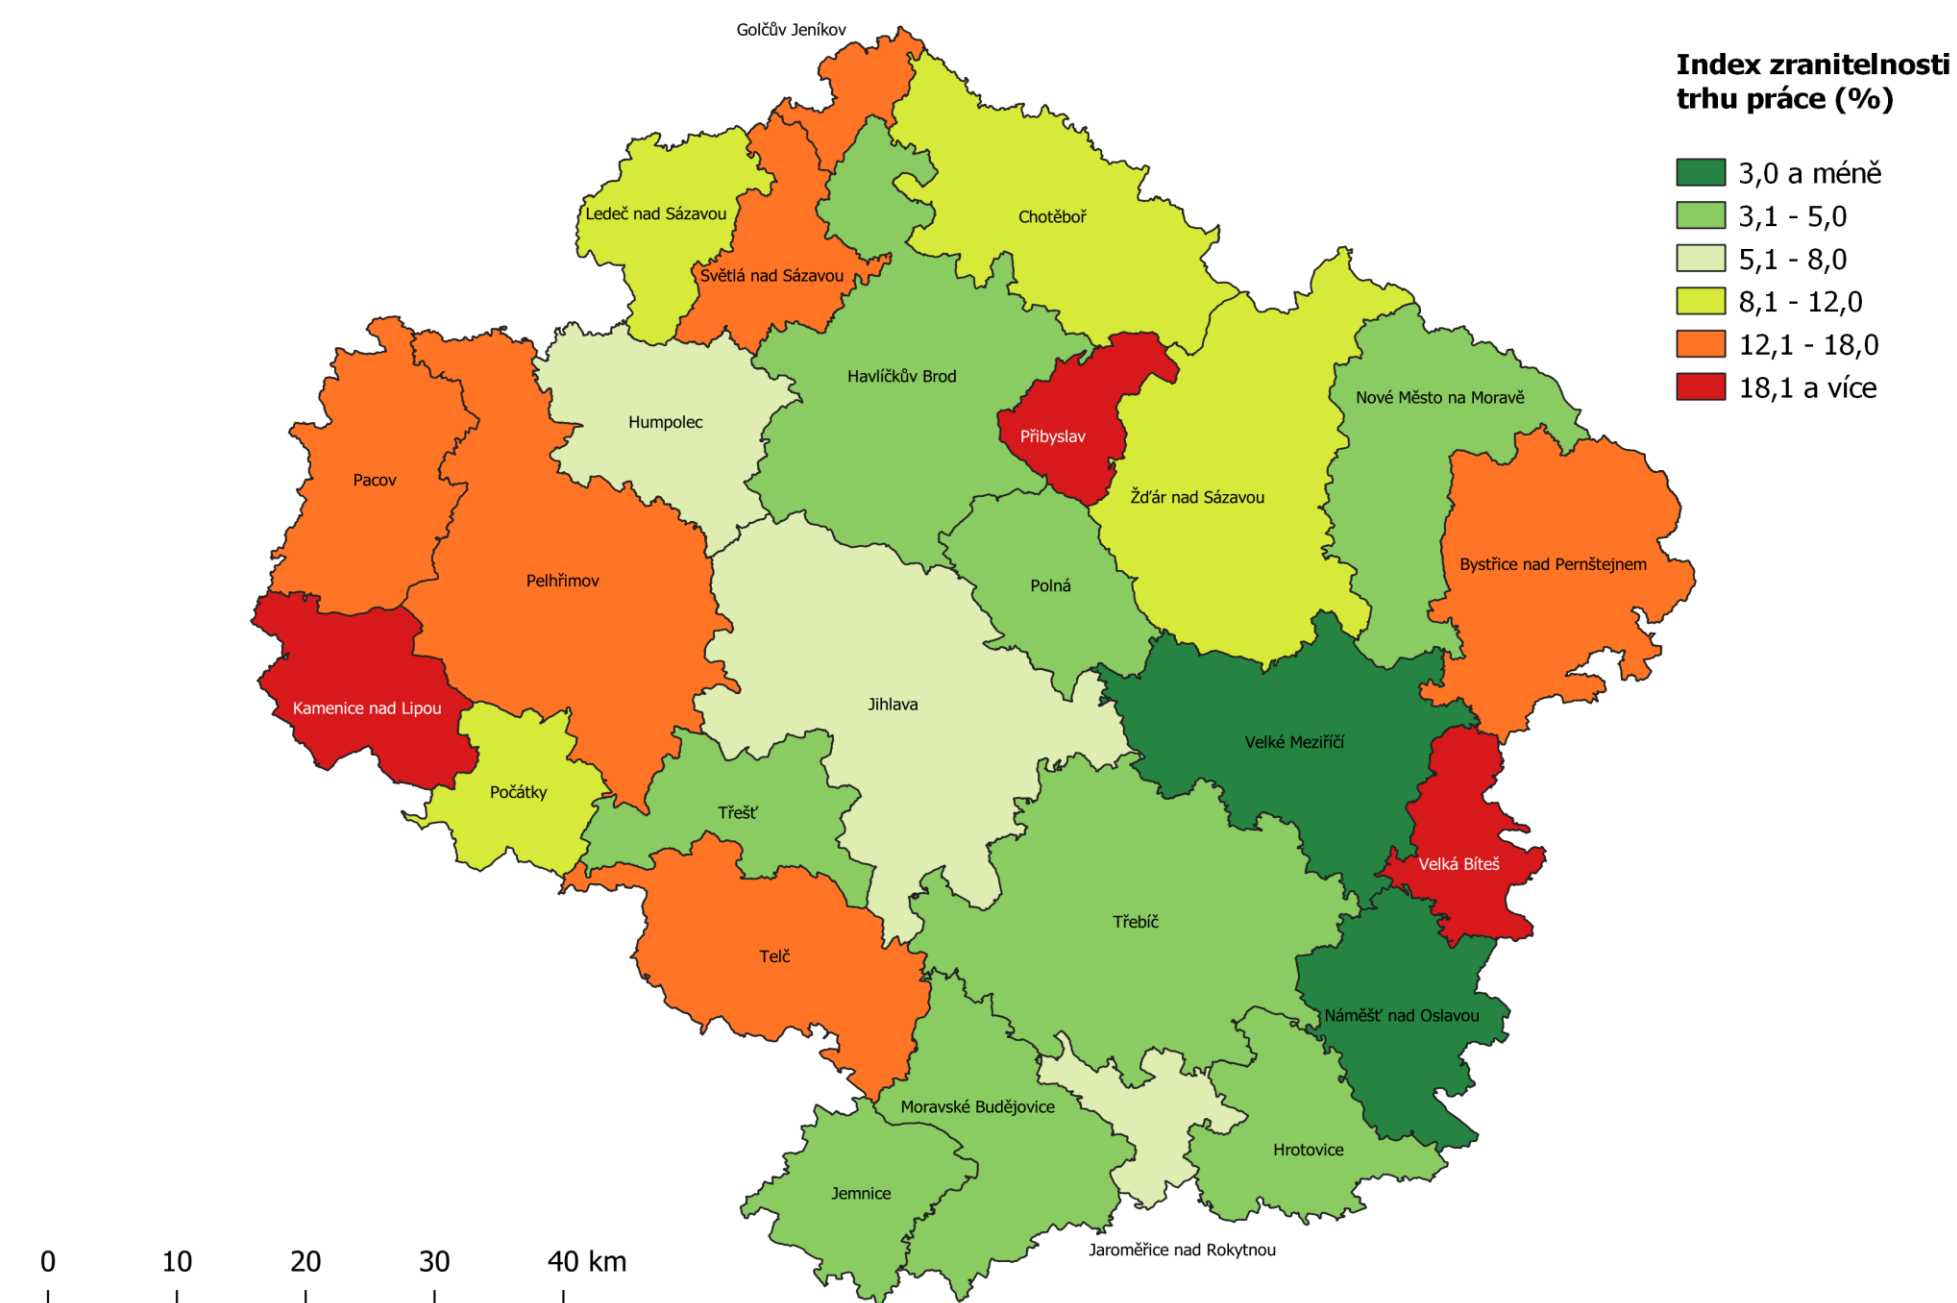 Golčův Jeníkov
Index zranitelnosti
trhu práce (%)
3,0 a méně
3,1 - 5,0
5,1 - 8,0
8,1 - 12,0
12,1 - 18,0
18,1 a více
Ledeč nad Sázavou
Chotěboř
Světlá nad Sázavou
Havlíčkův Brod
Nové Město na Moravě
Humpolec
Přibyslav
Pacov
Žďár nad Sázavou
Bystřice nad Pernštejnem
Pelhřimov
Polná
Kamenice nad Lipou
Jihlava
Velké Meziříčí
Počátky
Třešť
Velká Bíteš
Třebíč
Telč
Náměšť nad Oslavou
Moravské Budějovice
Hrotovice
Jemnice
Jaroměřice nad Rokytnou
0 10 20 30 40 km